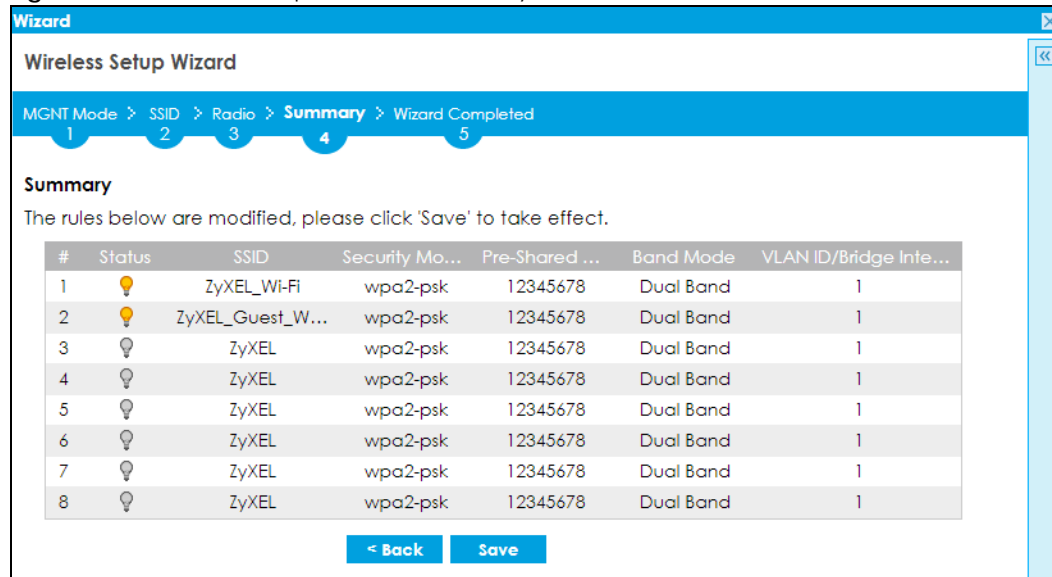 Wizard
Wireless Setup Wizard
MGNT Mode > SSID > Radio > Summary > Wizard Completed
1 2 3 4 5
Summary
The rules below are modified, please click 'Save' to take effect.
# Status SSID Security Mo... Pre-Shared ... Band Mode VLAN ID/Bridge Inte...
1 ZyXEL_Wi-Fi wpa2-psk 12345678 Dual Band 1
2 ZyXEL_Guest_W... wpa2-psk 12345678 Dual Band 1
3 ZyXEL wpa2-psk 12345678 Dual Band 1
4 ZyXEL wpa2-psk 12345678 Dual Band 1
5 ZyXEL wpa2-psk 12345678 Dual Band 1
6 ZyXEL wpa2-psk 12345678 Dual Band 1
7 ZyXEL wpa2-psk 12345678 Dual Band 1
8 ZyXEL wpa2-psk 12345678 Dual Band 1
< Back Save